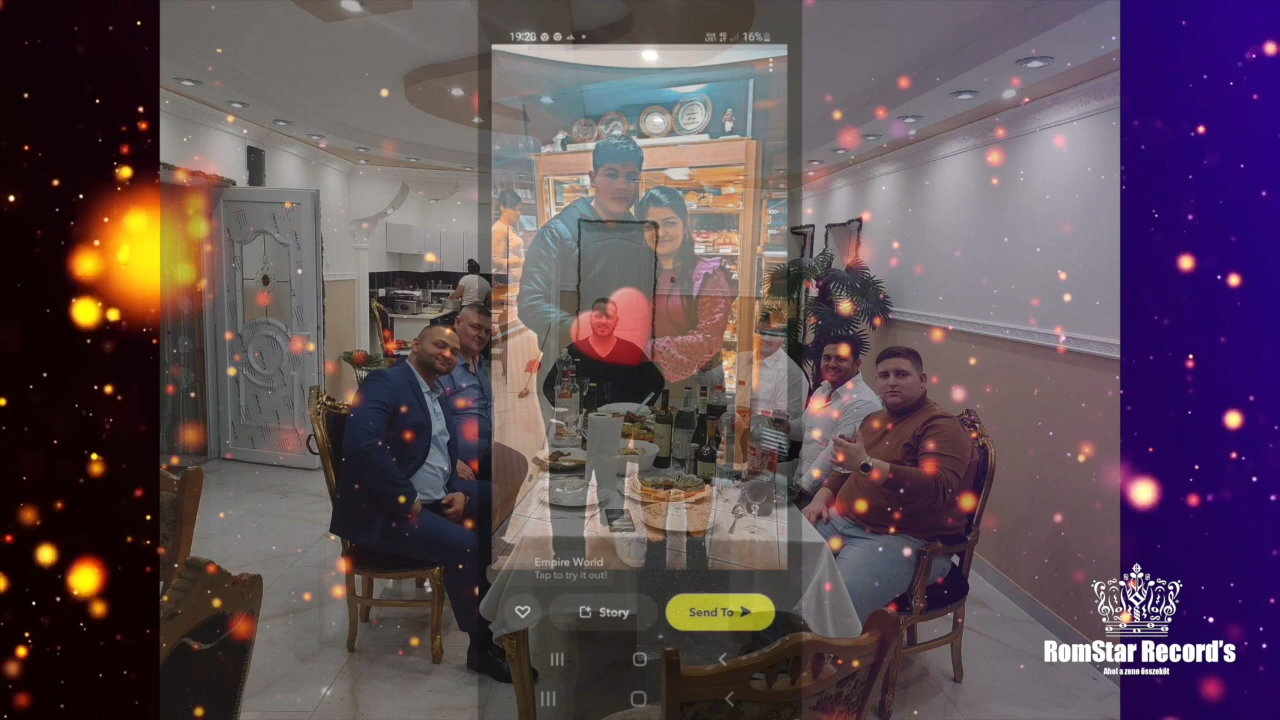 19:20
16%
Empire World
Tap to try it out!
Story
Send To
RomStar Record's
Ahol a zene összeköt